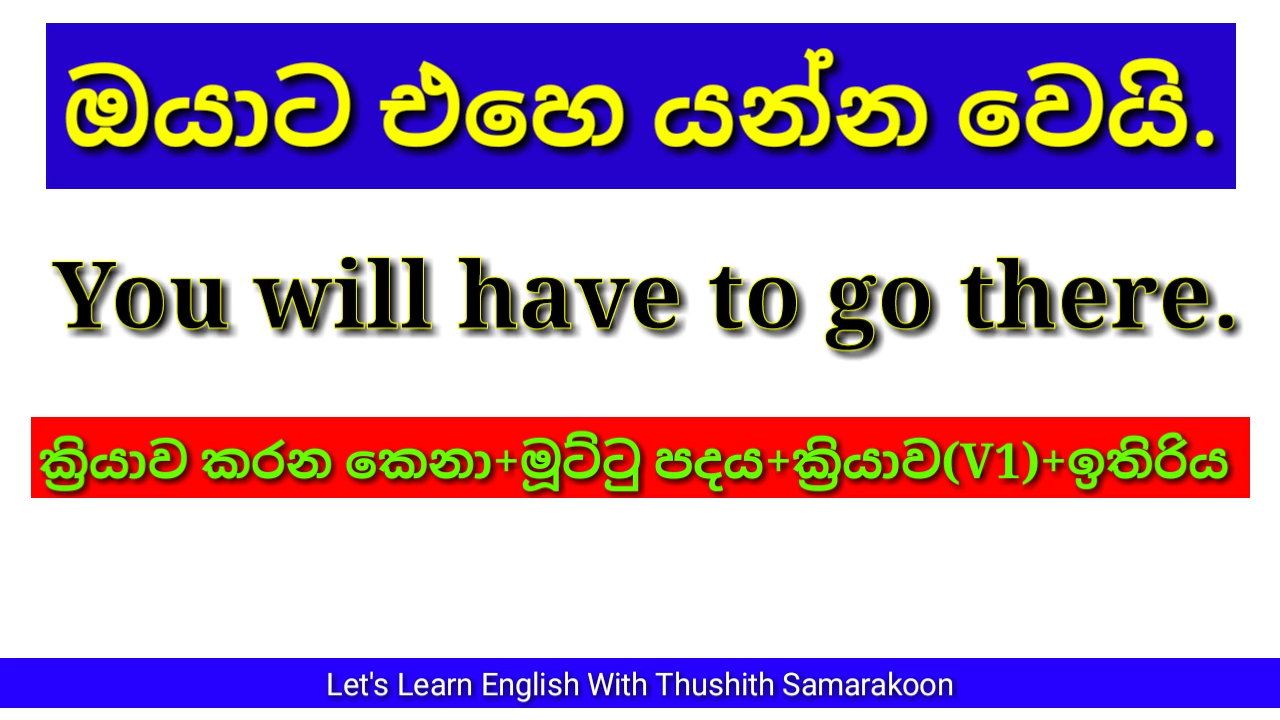 ඔයාට එහෙ යන්න වෙයි.
You will have to go there.
ක්‍රියාව කරන කෙනා+මූට්ටු පදය+ක්‍රියාව(V1)+ඉතිරිය
Let's Learn English With Thushith Samarakoon